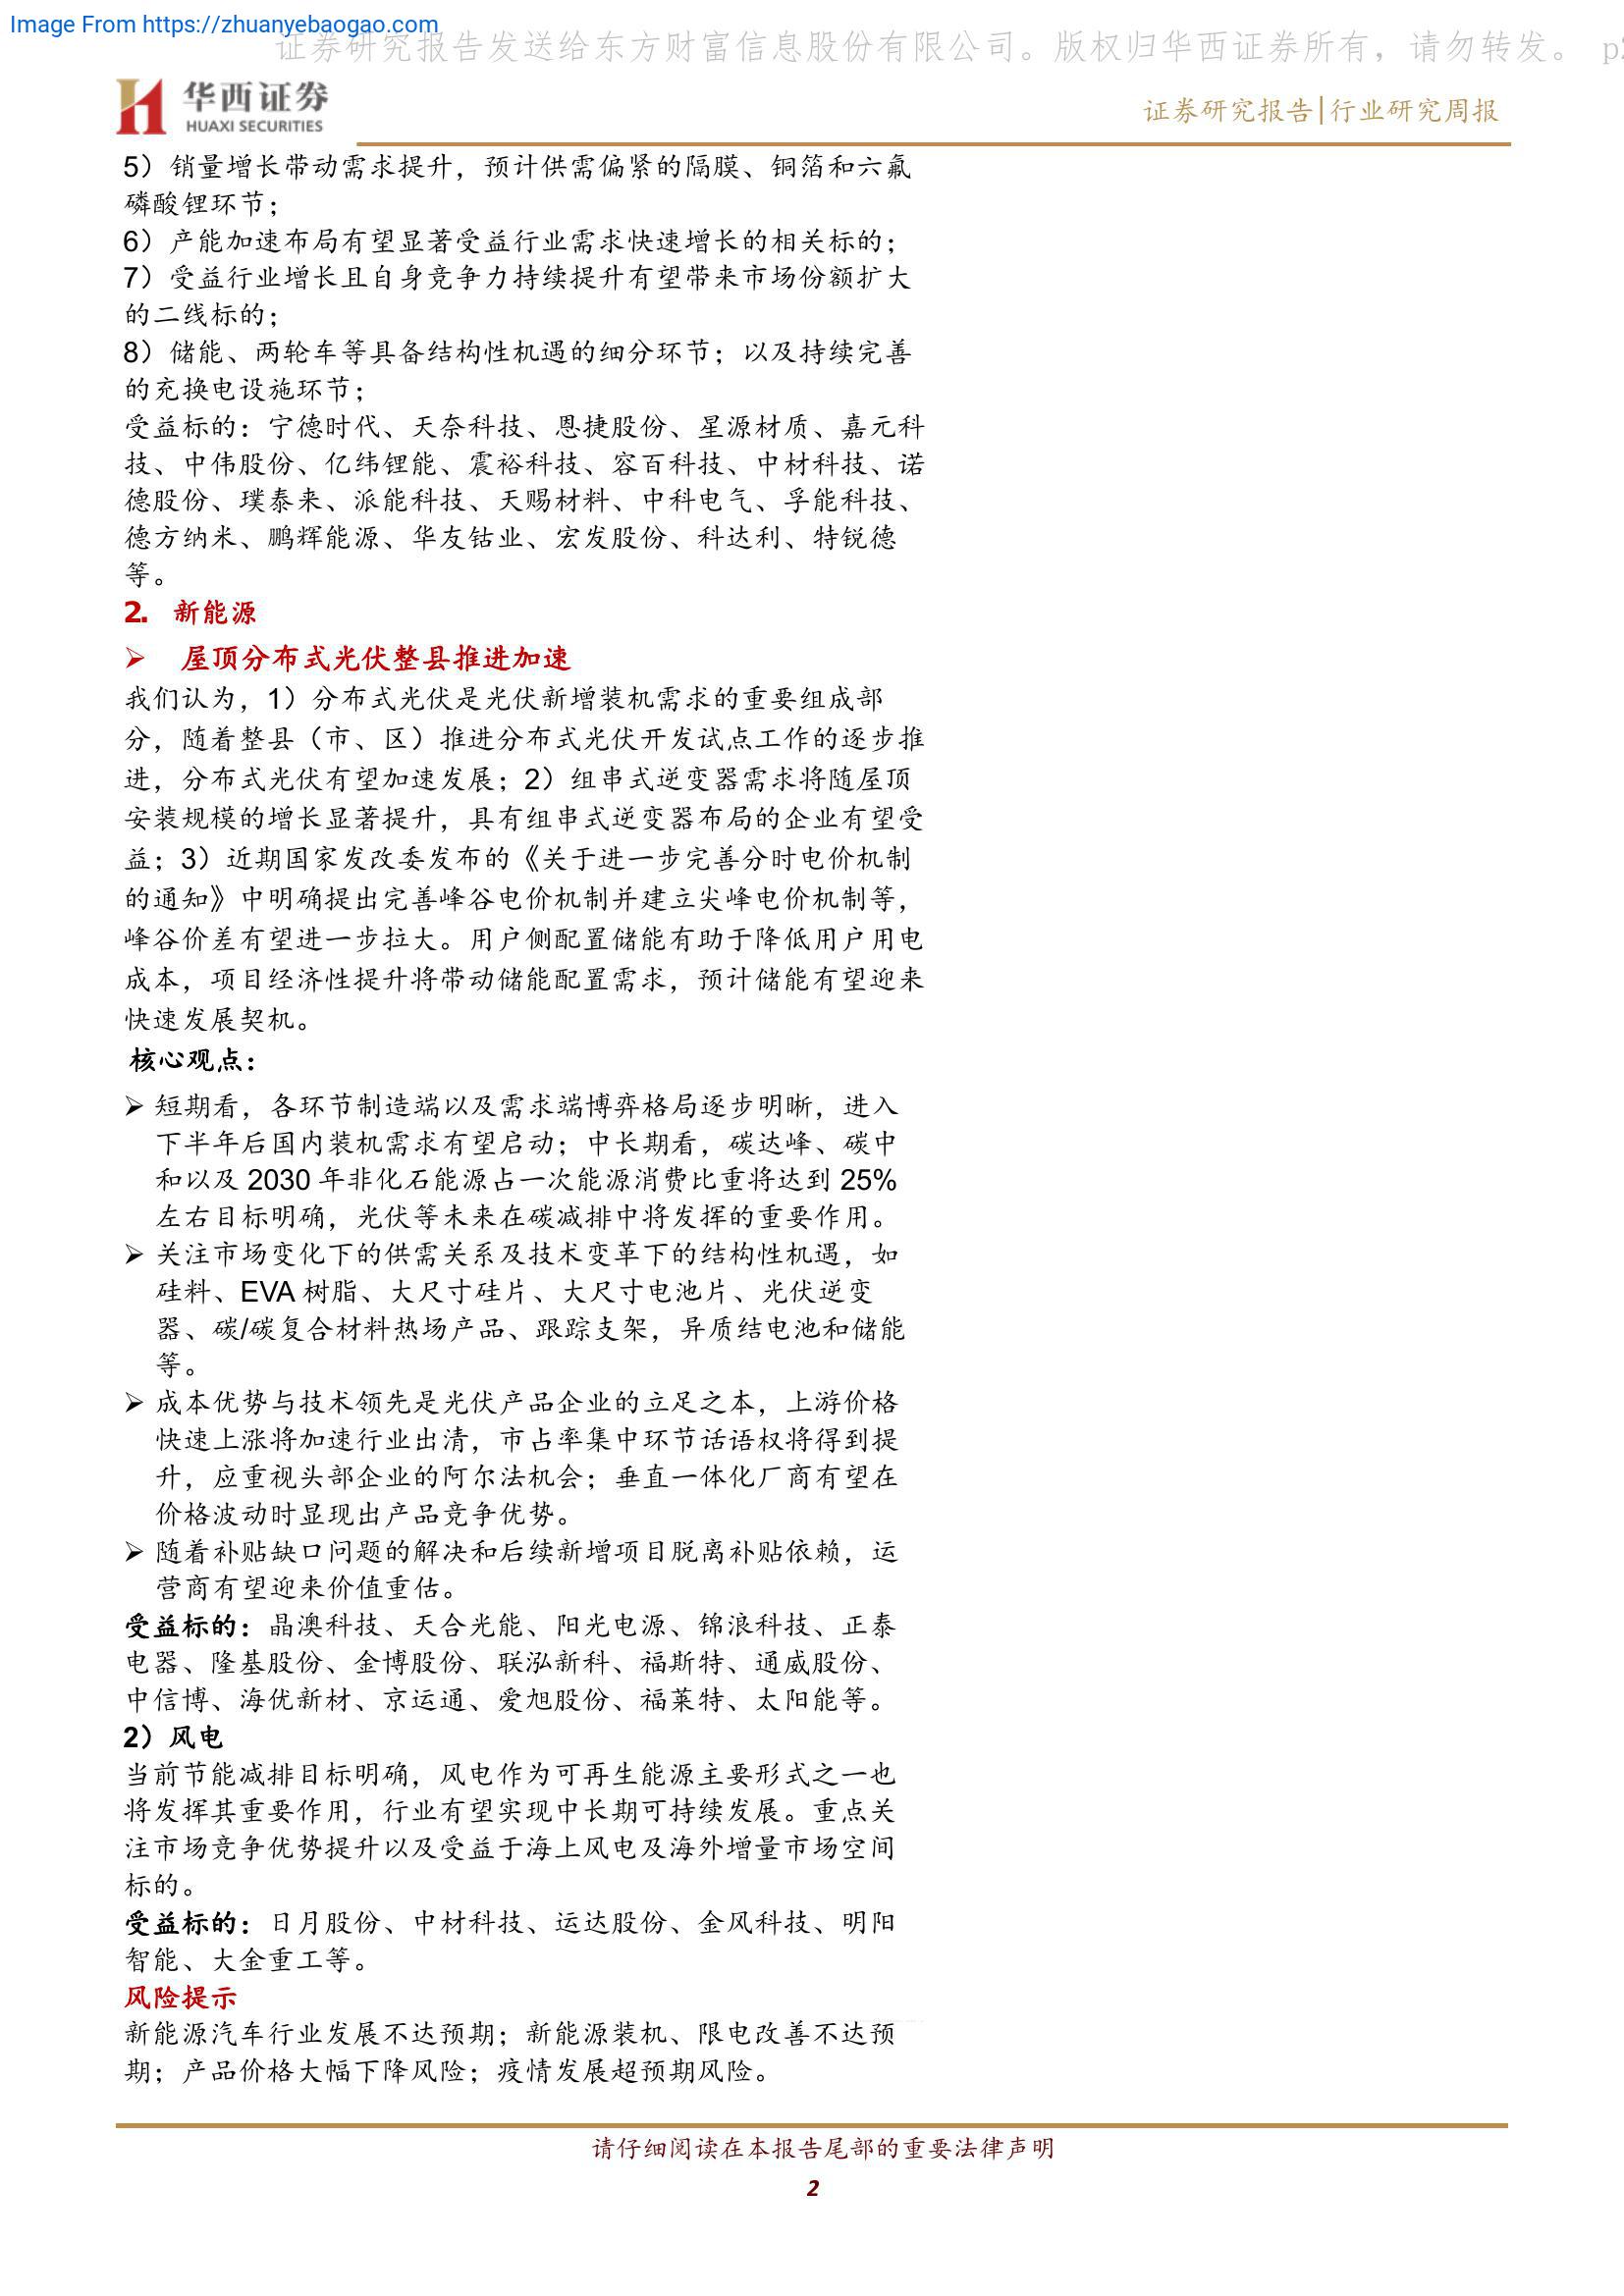 Image From https://zhuanyebaogao.com
证券研究报告发送给东方财富信息股份有限公司。版权归华西证券所有，请勿转发。 p2
华西证券
HUAXI SECURITIES
证券研究报告|行业研究周报
5）销量增长带动需求提升，预计供需偏紧的隔膜、铜箔和六氟
磷酸锂环节；
6）产能加速布局有望显著受益行业需求快速增长的相关标的；
7）受益行业增长且自身竞争力持续提升有望带来市场份额扩大
的二线标的；
8）储能、两轮车等具备结构性机遇的细分环节；以及持续完善
的充换电设施环节；
受益标的：宁德时代、天奈科技、恩捷股份、星源材质、嘉元科
技、中伟股份、亿纬锂能、震裕科技、容百科技、中材科技、诺
德股份、璞泰来、派能科技、天赐材料、中科电气、孚能科技、
德方纳米、鹏辉能源、华友钴业、宏发股份、科达利、特锐德
等。
2. 新能源
➢ 屋顶分布式光伏整县推进加速
我们认为，1）分布式光伏是光伏新增装机需求的重要组成部
分，随着整县（市、区）推进分布式光伏开发试点工作的逐步推
进，分布式光伏有望加速发展；2）组串式逆变器需求将随屋顶
安装规模的增长显著提升，具有组串式逆变器布局的企业有望受
益；3）近期国家发改委发布的《关于进一步完善分时电价机制
的通知》中明确提出完善峰谷电价机制并建立尖峰电价机制等，
峰谷价差有望进一步拉大。用户侧配置储能有助于降低用户用电
成本，项目经济性提升将带动储能配置需求，预计储能有望迎来
快速发展契机。
核心观点：
➢ 短期看，各环节制造端以及需求端博弈格局逐步明晰，进入
下半年后国内装机需求有望启动；中长期看，碳达峰、碳中
和以及 2030 年非化石能源占一次能源消费比重将达到 25%
左右目标明确，光伏等未来在碳减排中将发挥的重要作用。
➢ 关注市场变化下的供需关系及技术变革下的结构性机遇，如
硅料、EVA 树脂、大尺寸硅片、大尺寸电池片、光伏逆变
器、碳/碳复合材料热场产品、跟踪支架，异质结电池和储能
等。
➢ 成本优势与技术领先是光伏产品企业的立足之本，上游价格
快速上涨将加速行业出清，市占率集中环节话语权将得到提
升，应重视头部企业的阿尔法机会；垂直一体化厂商有望在
价格波动时显现出产品竞争优势。
➢ 随着补贴缺口问题的解决和后续新增项目脱离补贴依赖，运
营商有望迎来价值重估。
受益标的：晶澳科技、天合光能、阳光电源、锦浪科技、正泰
电器、隆基股份、金博股份、联泓新科、福斯特、通威股份、
中信博、海优新材、京运通、爱旭股份、福莱特、太阳能等。
2）风电
当前节能减排目标明确，风电作为可再生能源主要形式之一也
将发挥其重要作用，行业有望实现中长期可持续发展。重点关
注市场竞争优势提升以及受益于海上风电及海外增量市场空间
标的。
受益标的：日月股份、中材科技、运达股份、金风科技、明阳
智能、大金重工等。
风险提示
新能源汽车行业发展不达预期；新能源装机、限电改善不达预
期；产品价格大幅下降风险；疫情发展超预期风险。
请仔细阅读在本报告尾部的重要法律声明
2